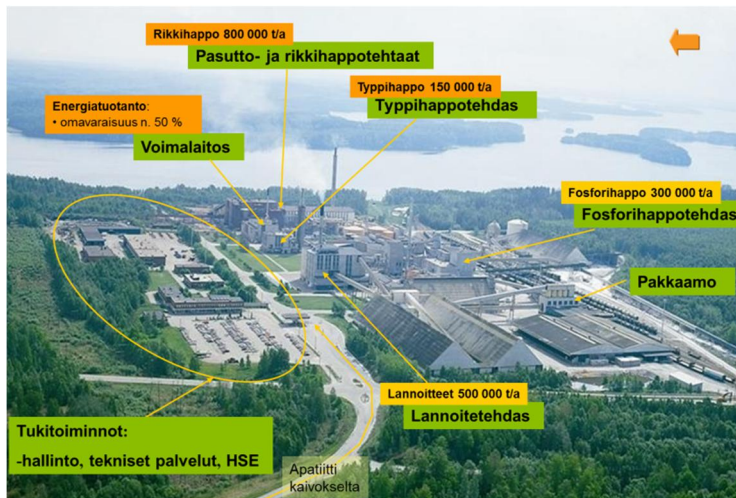 Rikkihappo 800 000 t/a
Pasutto- ja rikkihappotehtaat
Typpihappo 150 000 t/a
Typpihappotehdas
Energiatuotanto:
• omavaraisuus n. 50 %
Voimalaitos
Fosforihappo 300 000 t/a
Fosforihappotehdas
Pakkaamo
Lannoitteet 500 000 t/a
Lannoitetehdas
Tukitoiminnot:
-hallinto, tekniset palvelut, HSE
Apatiitti
kaivokselta